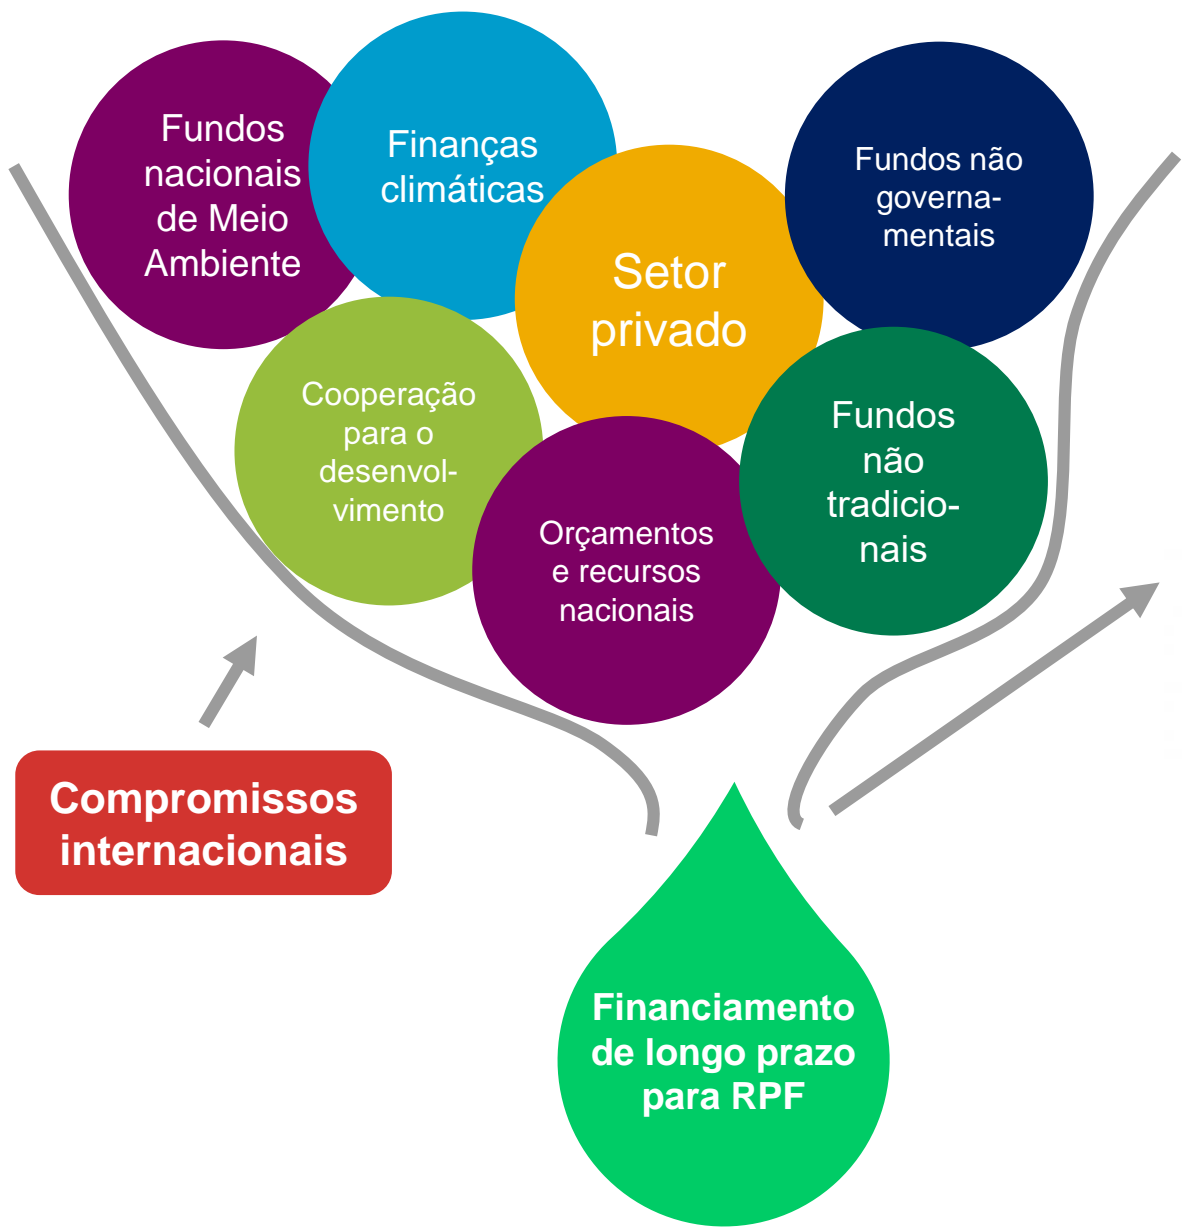 Fundos
nacionais
de Meio
Ambiente
Finanças
climáticas
Setor
privado
Fundos não
governa-
mentais
Cooperação
para o
desenvol-
vimento
Orçamentos
e recursos
nacionais
Fundos
não
tradicio-
nais
Compromissos
internacionais
Financiamento
de longo prazo
para RPF